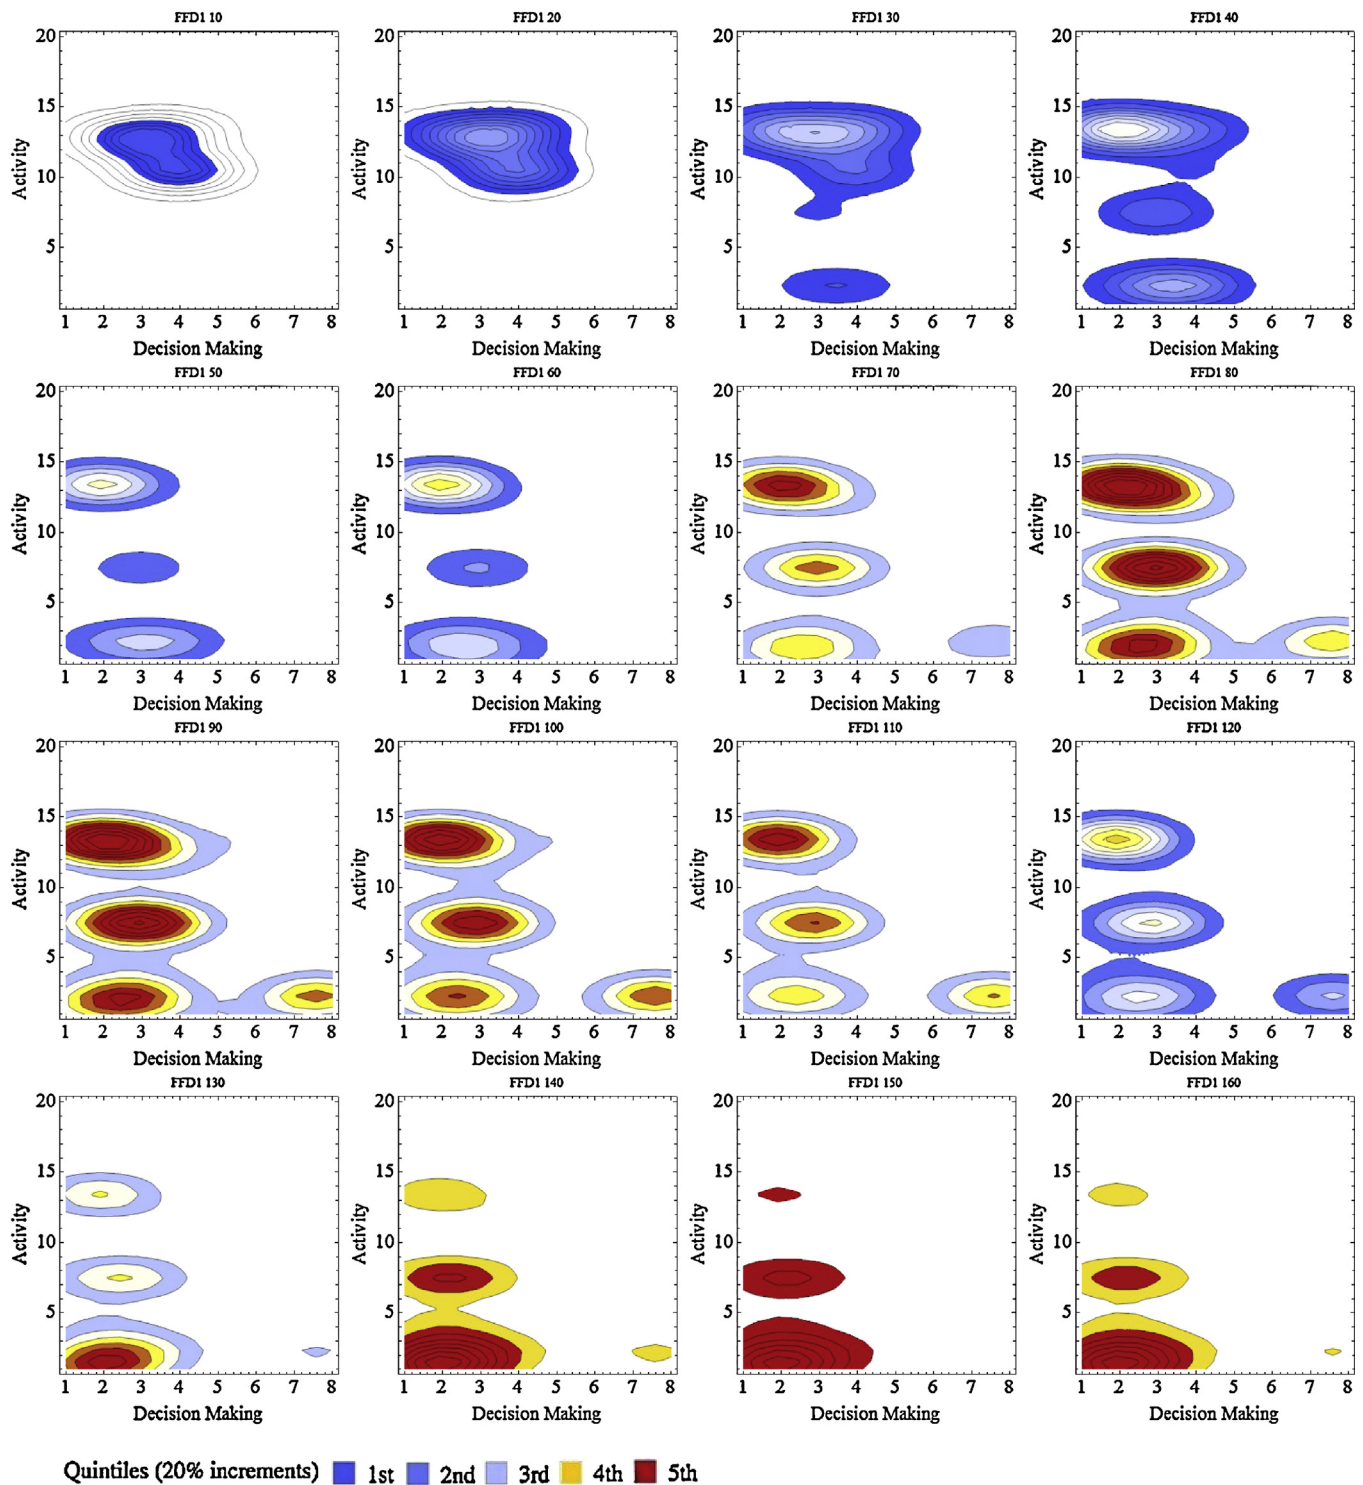 FFD1 10 FFD1 20 FFD1 30 FFD1 40
20 20 20 20
15 15 15 15
Activity Activity Activity Activity
10 10 10 10
5 5 5 5
1 2 3 4 5 6 7 8 1 2 3 4 5 6 7 8 1 2 3 4 5 6 7 8 1 2 3 4 5 6 7 8
Decision Making Decision Making Decision Making Decision Making
FFD1 50 FFD1 60 FFD1 70 FFD1 80
20 20 20 20
15 15 15 15
Activity Activity Activity Activity
10 10 10 10
5 5 5 5
1 2 3 4 5 6 7 8 1 2 3 4 5 6 7 8 1 2 3 4 5 6 7 8 1 2 3 4 5 6 7 8
Decision Making Decision Making Decision Making Decision Making
FFD1 90 FFD1 100 FFD1 110 FFD1 120
20 20 20 20
15 15 15 15
Activity Activity Activity Activity
10 10 10 10
5 5 5 5
1 2 3 4 5 6 7 8 1 2 3 4 5 6 7 8 1 2 3 4 5 6 7 8 1 2 3 4 5 6 7 8
Decision Making Decision Making Decision Making Decision Making
FFD1 130 FFD1 140 FFD1 150 FFD1 160
20 20 20 20
15 15 15 15
Activity Activity Activity Activity
10 10 10 10
5 5 5 5
1 2 3 4 5 6 7 8 1 2 3 4 5 6 7 8 1 2 3 4 5 6 7 8 1 2 3 4 5 6 7 8
Decision Making Decision Making Decision Making Decision Making
Quintiles (20% increments) 1st 2nd 3rd 4th 5th